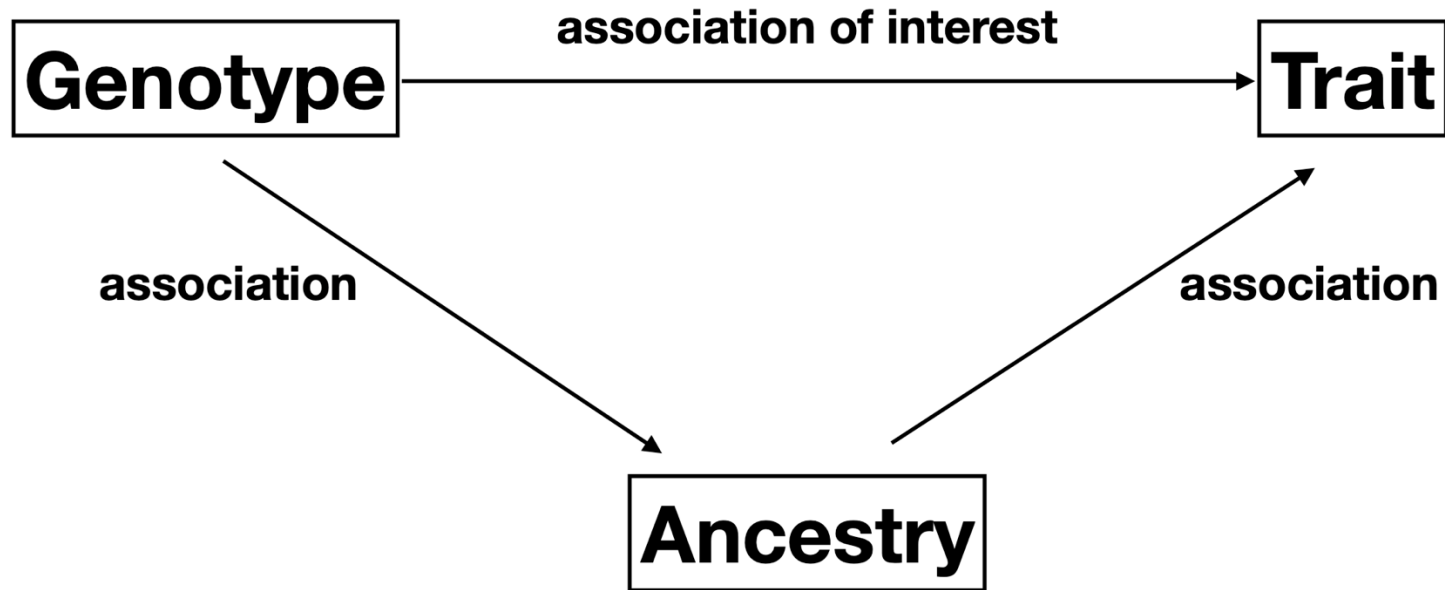 association of interest
Genotype
Trait
association
association
Ancestry